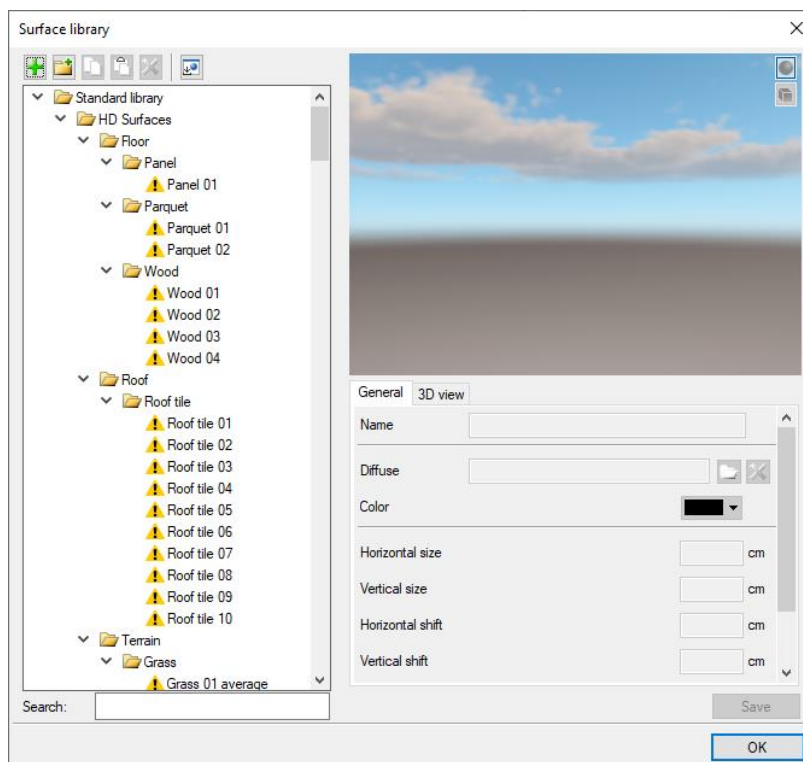 Surface library
Standard library
HD Surfaces
Floor
Panel
Panel 01
Parquet
Parquet 01
Parquet 02
Wood
Wood 01
Wood 02
Wood 03
Wood 04
Roof
Roof tile
Roof tile 01
Roof tile 02
Roof tile 03
Roof tile 04
Roof tile 05
Roof tile 06
Roof tile 07
Roof tile 08
Roof tile 09
Roof tile 10
Terrain
Grass
Grass 01 average
Search:
General 3D view
Name
Diffuse
Color
Horizontal size cm
Vertical size cm
Horizontal shift cm
Vertical shift cm
Save
OK